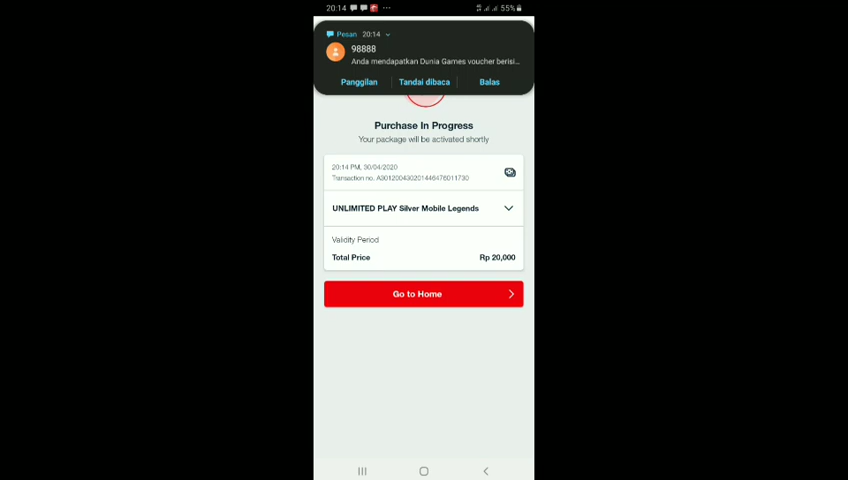 20:14
55%
Pesan 20:14
98888
Anda mendapatkan Dunia Games voucher berisi...
Panggilan Tandai dibaca Balas
Purchase In Progress
Your package will be activated shortly
20:14 PM, 30/04/2020
Transaction no. A301200430201446476011730
UNLIMITED PLAY Silver Mobile Legends
Validity Period
Total Price Rp 20,000
Go to Home